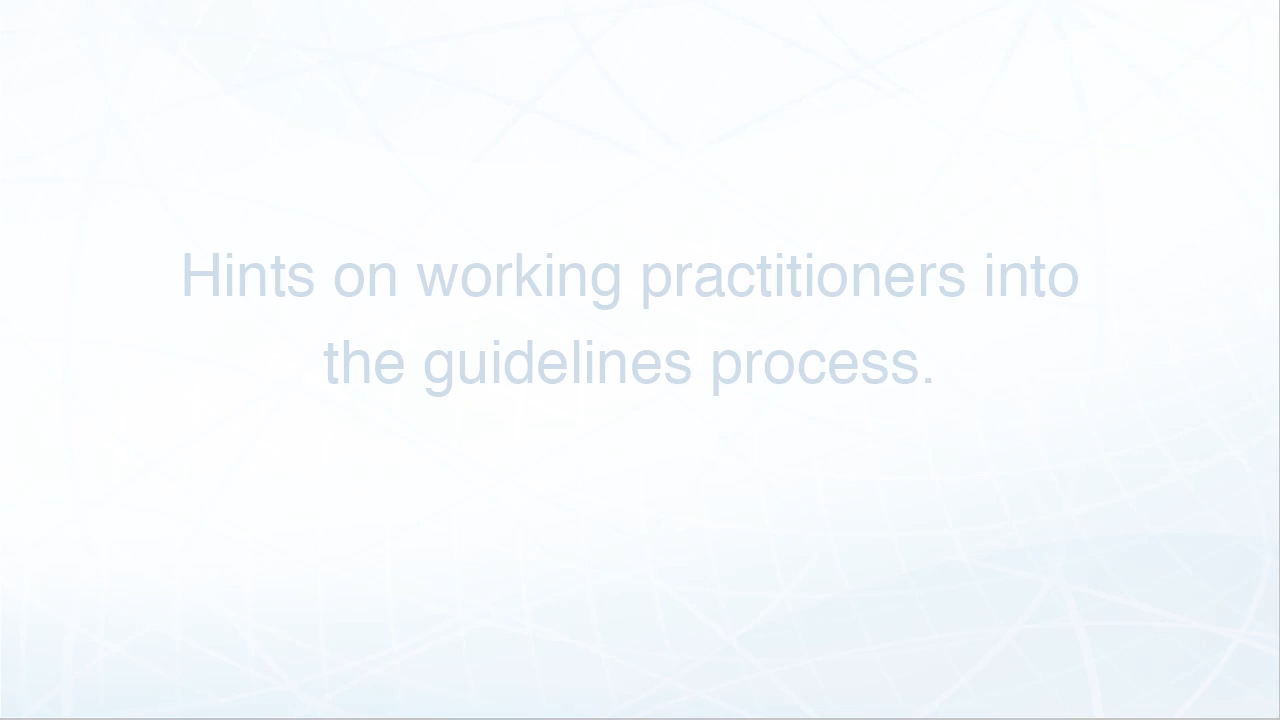 Hints on working practitioners into
the guidelines process.